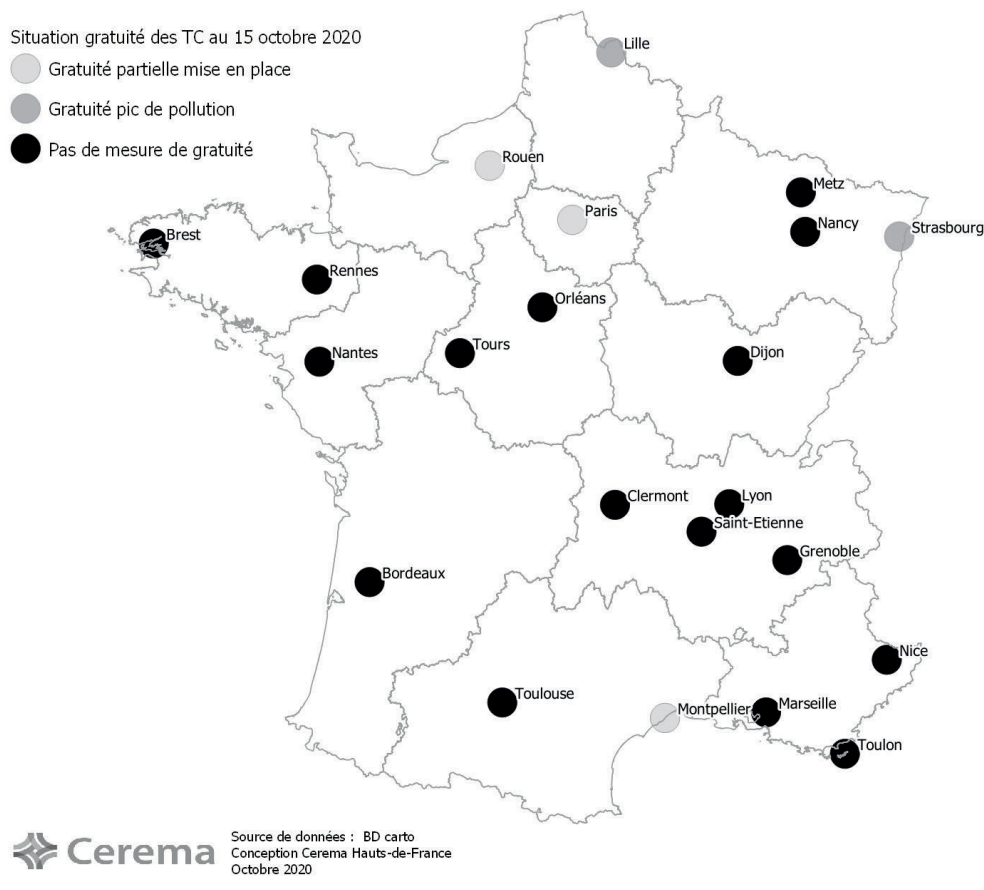 Situation gratuité des TC au 15 octobre 2020
Gratuité partielle mise en place
Gratuité pic de pollution
Pas de mesure de gratuité
Lille
Rouen
Metz
Paris
Nancy
Strasbourg
Brest
Rennes
Orléans
Tours
Nantes
Dijon
Clermont
Lyon
Saint-Etienne
Grenoble
Bordeaux
Nice
Toulouse
Montpellier
Marseille
Toulon
Cerema
Source de données : BD carto
Conception Cerema Hauts-de-France
Octobre 2020